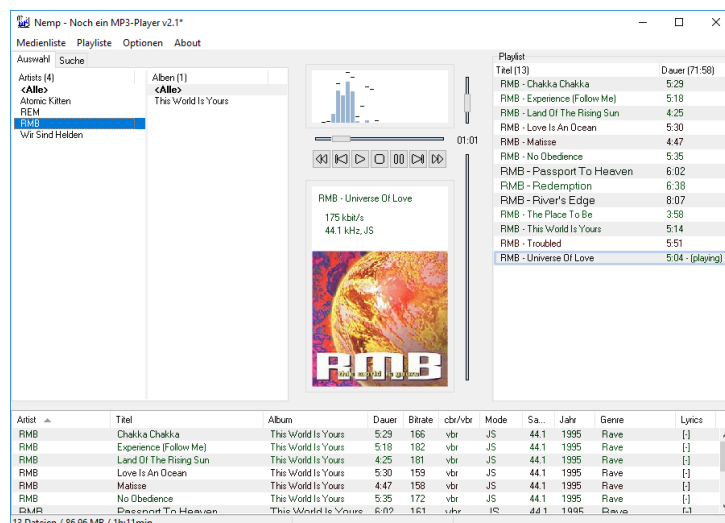 Nemp - Noch ein MP3-Player v2.1*
Medienliste Playliste Optionen About
Auswahl Suche
Artists (4)
<Alle>
Atomic Kitten
REM
RMB
Wir Sind Helden
Alben (1)
<Alle>
This World Is Yours
01:01
RMB - Universe Of Love
175 kbit/s
44.1 kHz, JS
RMB
this world is yours
Playlist
Titel (13) Dauer (71:58)
RMB - Chakka Chakka 5:29
RMB - Experience (Follow Me) 5:18
RMB - Land Of The Rising Sun 4:25
RMB - Love Is An Ocean 5:30
RMB - Matisse 4:47
RMB - No Obedience 5:35
RMB - Passport To Heaven 6:02
RMB - Redemption 6:38
RMB - River's Edge 8:07
RMB - The Place To Be 3:58
RMB - This World Is Yours 5:14
RMB - Troubled 5:51
RMB - Universe Of Love 5:04 - (playing)
Artist Titel Album Dauer Bitrate cbr/vbr Mode Sa... Jahr Genre Lyrics
RMB Chakka Chakka This World Is Yours 5:29 166 vbr JS 44.1 1995 Rave [-]
RMB Experience (Follow Me) This World Is Yours 5:18 182 vbr JS 44.1 1995 Rave [-]
RMB Land Of The Rising Sun This World Is Yours 4:25 181 vbr JS 44.1 1995 Rave [-]
RMB Love Is An Ocean This World Is Yours 5:30 159 vbr JS 44.1 1995 Rave [-]
RMB Matisse This World Is Yours 4:47 158 vbr JS 44.1 1995 Rave [-]
RMB No Obedience This World Is Yours 5:35 172 vbr JS 44.1 1995 Rave [-]
RMB Passport To Heaven This World Is Yours 6:02 161 vbr JS 44.1 1995 Rave [-]
13 Dateien / 86,96 MB / 1h11min